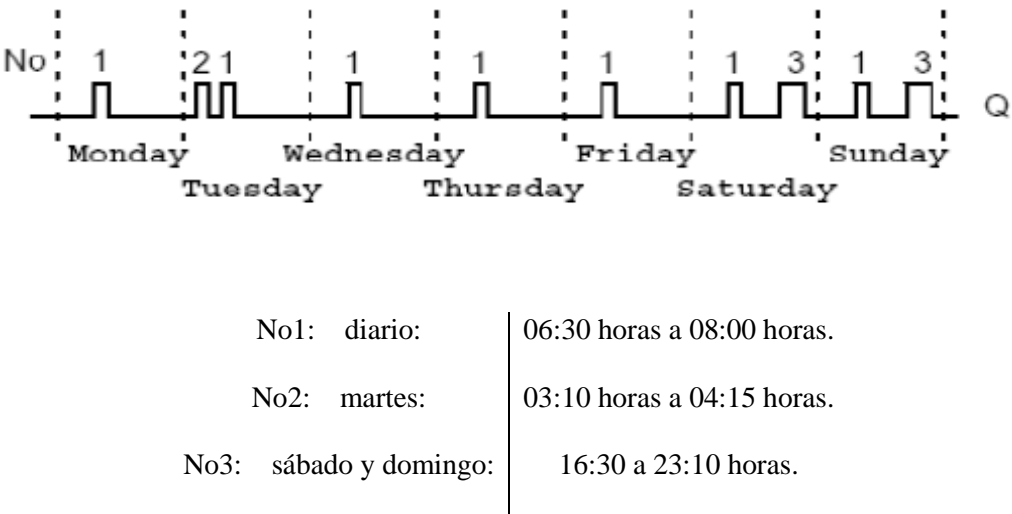 No 1 2 1 1 1 1 1 3 1 3
Q
Monday Wednesday Friday Sunday
Tuesday Thursday Saturday
No1: diario: 06:30 horas a 08:00 horas.
No2: martes: 03:10 horas a 04:15 horas.
No3: sábado y domingo: 16:30 a 23:10 horas.